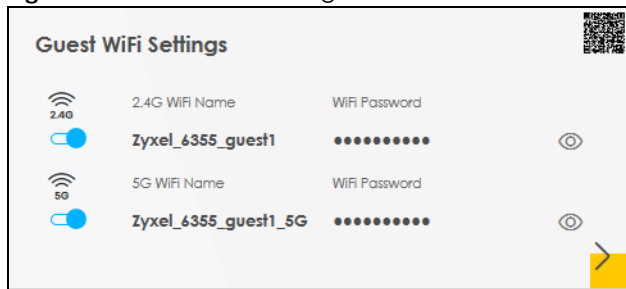 Guest WiFi Settings
2.4G WiFi Name WiFi Password
2.4G
Zyxel_6355_guest1 ••••••••••
5G WiFi Name WiFi Password
5G
Zyxel_6355_guest1_5G ••••••••••